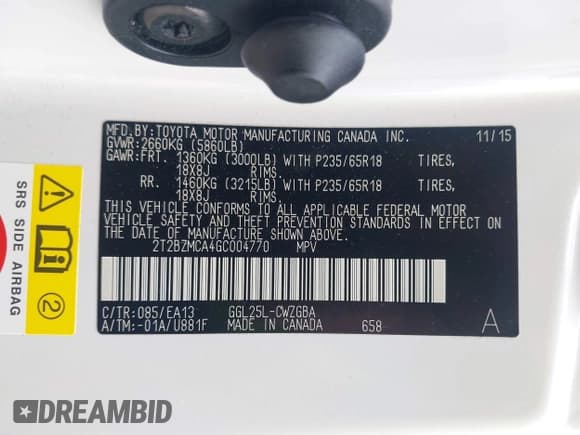 MFD.BY:TOYOTA MOTOR MANUFACTURING CANADA INC. 11/15
GVWR:2660KG (5860LB)
GAWR:FRT. 1360KG (3000LB) WITH P235/65R18 TIRES,
18X8J RIMS.
RR. 1460KG (3215LB) WITH P235/65R18 TIRES,
18X8J RIMS.
THIS VEHICLE CONFORMS TO ALL APPLICABLE FEDERAL MOTOR
VEHICLE SAFETY AND THEFT PREVENTION STANDARDS IN EFFECT ON
THE DATE OF MANUFACTURE SHOWN ABOVE.
2T2BZMCA4GC004770 MPV
C/TR:085/EA13 GGL25L-CWZGBA
A/TM:-01A/U881F MADE IN CANADA 658 A
SRS SIDE AIRBAG
2
DREAMBID